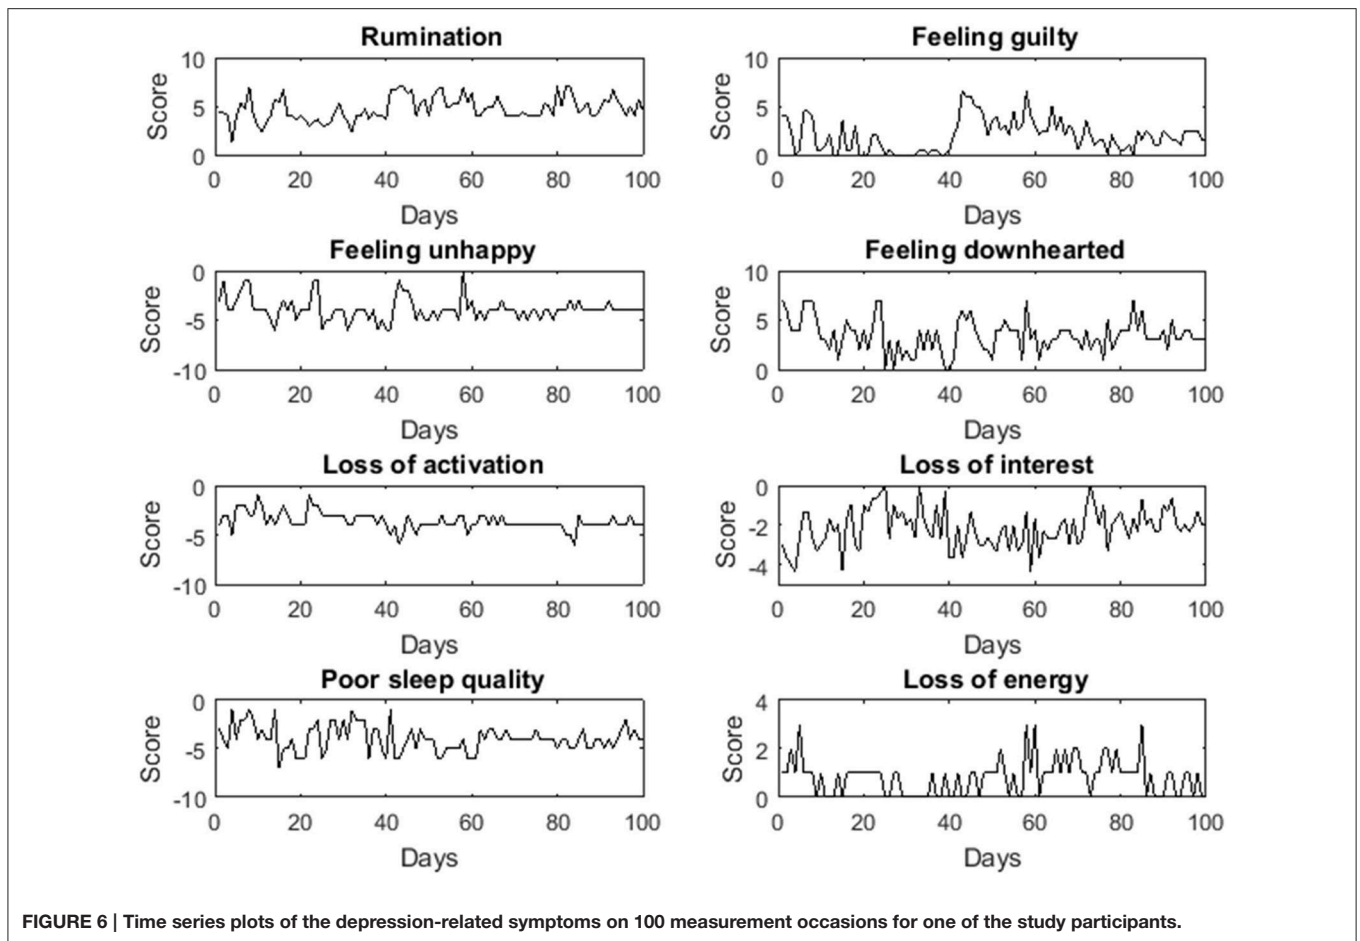 Rumination
Feeling guilty
10
5
0
Score
0 20 40 60 80 100
Days
10
5
0
Score
0 20 40 60 80 100
Days
Feeling unhappy
Feeling downhearted
0
-5
-10
Score
0 20 40 60 80 100
Days
10
5
0
Score
0 20 40 60 80 100
Days
Loss of activation
Loss of interest
0
-5
-10
Score
0 20 40 60 80 100
Days
0
-2
-4
Score
0 20 40 60 80 100
Days
Poor sleep quality
Loss of energy
0
-5
-10
Score
0 20 40 60 80 100
Days
4
2
0
Score
0 20 40 60 80 100
Days
FIGURE 6 | Time series plots of the depression-related symptoms on 100 measurement occasions for one of the study participants.